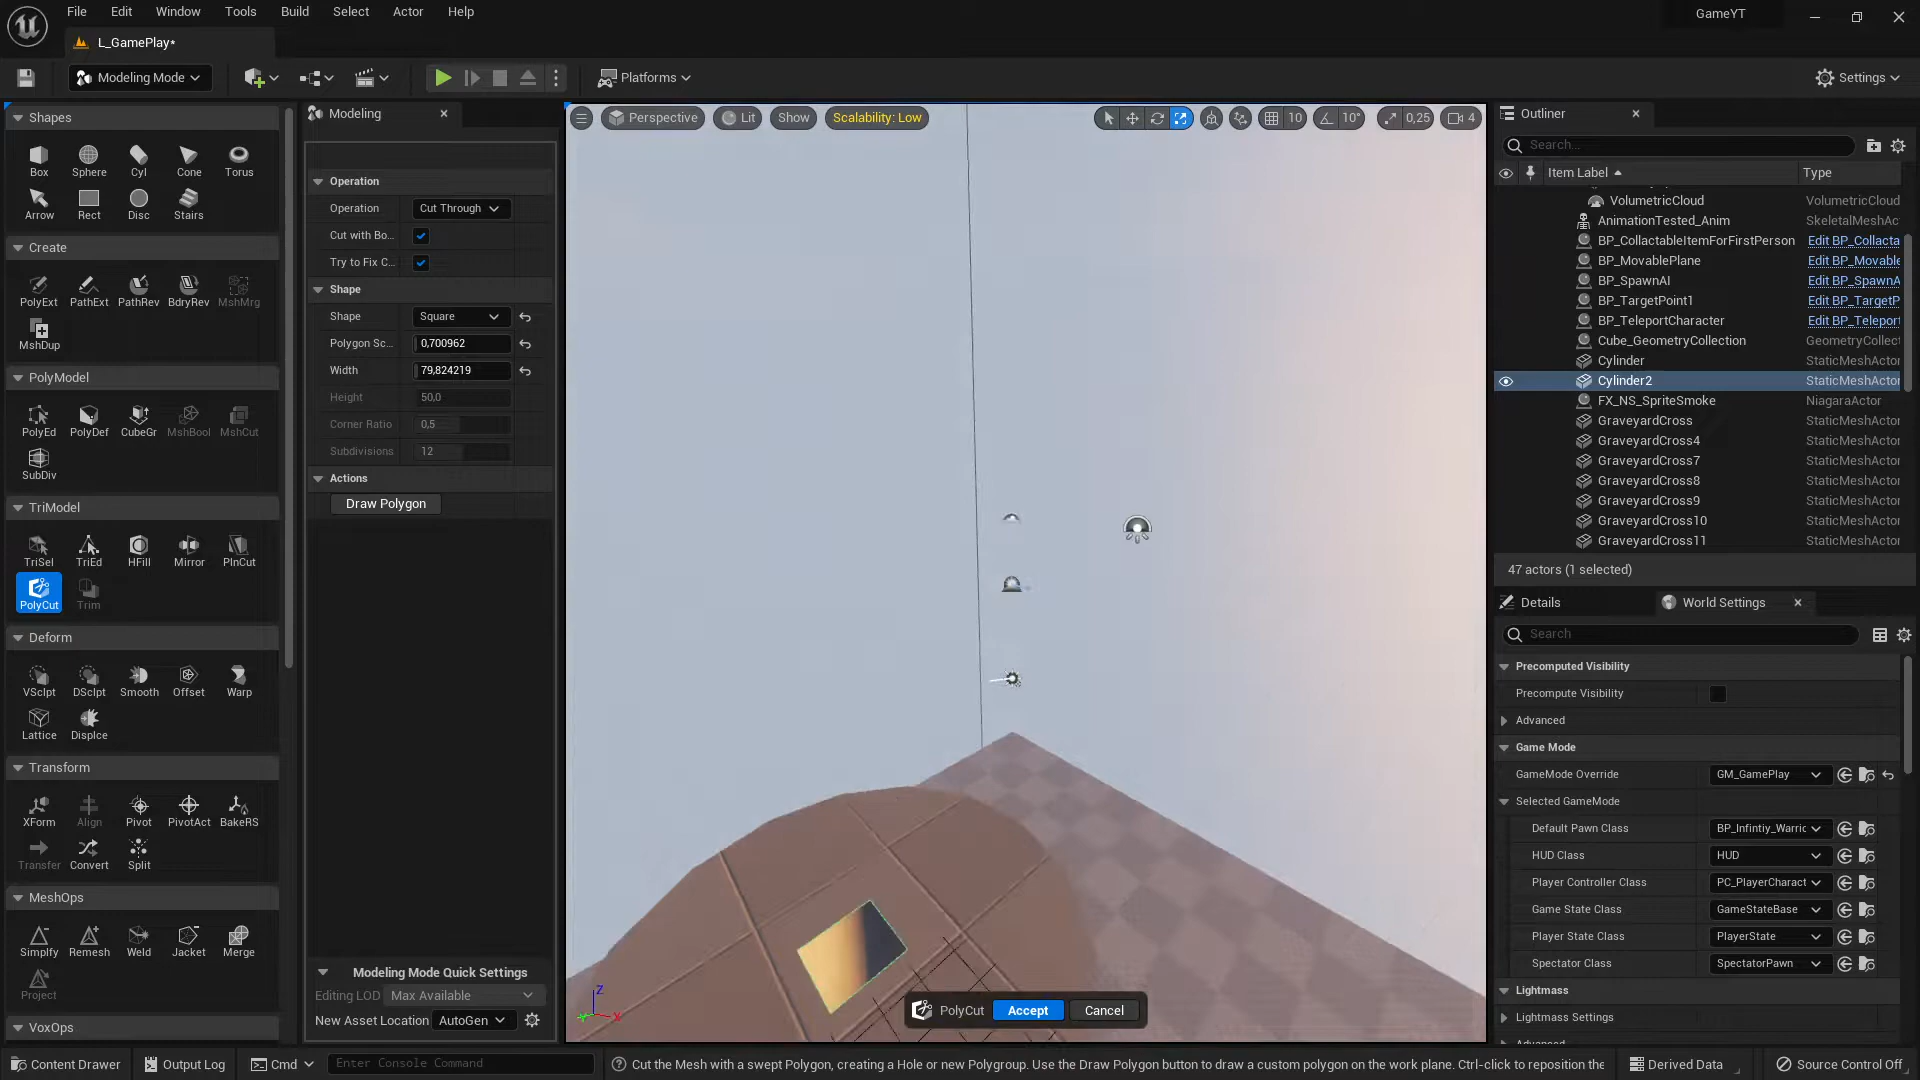 File Edit Window Tools Build Select Actor Help
GameYT
L_GamePlay*
Modeling Mode
Platforms
Settings
Shapes
Box Sphere Cyl Cone Torus
Arrow Rect Disc Stairs
Create
PolyExt PathExt PathRev BdryRev MshMrg
MshDup
PolyModel
PolyEd PolyDef CubeGr MshBool MshCut
SubDiv
TriModel
TriSel TriEd HFill Mirror PlnCut
PolyCut Trim
Deform
VSclpt DSclpt Smooth Offset Warp
Lattice Displce
Transform
XForm Align Pivot PivotAct BakeRS
Transfer Convert Split
MeshOps
Simplfy Remesh Weld Jacket Merge
Project
VoxOps
Modeling
Operation
Operation Cut Through
Cut with Bo...
Try to Fix C...
Shape
Shape Square
Polygon Sc... 0,700962
Width 79,824219
Height 50,0
Corner Ratio 0,5
Subdivisions 12
Actions
Draw Polygon
Modeling Mode Quick Settings
Editing LOD Max Available
New Asset Location AutoGen
Perspective Lit Show Scalability: Low
10 10° 0,25 4
Z
X
PolyCut Accept Cancel
Outliner
Search...
Item Label Type
VolumetricCloud VolumetricCloud
AnimationTested_Anim SkeletalMeshAc
BP_CollactableItemForFirstPerson Edit BP_Collacta
BP_MovablePlane Edit BP_Movable
BP_SpawnAI Edit BP_SpawnA
BP_TargetPoint1 Edit BP_TargetP
BP_TeleportCharacter Edit BP_Teleport
Cube_GeometryCollection GeometryCollec
Cylinder StaticMeshActor
Cylinder2 StaticMeshActor
FX_NS_SpriteSmoke NiagaraActor
GraveyardCross StaticMeshActor
GraveyardCross4 StaticMeshActor
GraveyardCross7 StaticMeshActor
GraveyardCross8 StaticMeshActor
GraveyardCross9 StaticMeshActor
GraveyardCross10 StaticMeshActor
GraveyardCross11 StaticMeshActor
47 actors (1 selected)
Details World Settings
Search
Precomputed Visibility
Precompute Visibility
Advanced
Game Mode
GameMode Override GM_GamePlay
Selected GameMode
Default Pawn Class BP_Infintiy_Warric
HUD Class HUD
Player Controller Class PC_PlayerCharact
Game State Class GameStateBase
Player State Class PlayerState
Spectator Class SpectatorPawn
Lightmass
Lightmass Settings
Content Drawer Output Log Cmd Enter Console Command
Cut the Mesh with a swept Polygon, creating a Hole or new Polygroup. Use the Draw Polygon button to draw a custom polygon on the work plane. Ctrl-click to reposition the
Derived Data Source Control Off